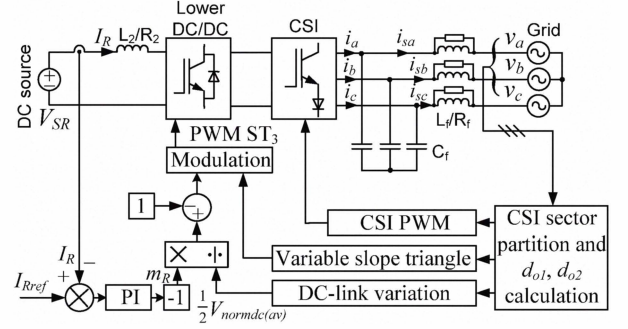 Lower
DC/DC
CSI
Grid
I_R
L_2/R_2
i_a
i_sa
v_a
i_b
i_sb
v_b
i_c
i_sc
v_c
DC source
V_SR
L_f/R_f
C_f
PWM ST_3
Modulation
1
−
+
CSI PWM
CSI sector
partition and
d_o1, d_o2
calculation
Variable slope triangle
DC-link variation
× ÷
I_R
−
+
m_R
I_Rref
PI
-1
1/2 V_normdc(av)